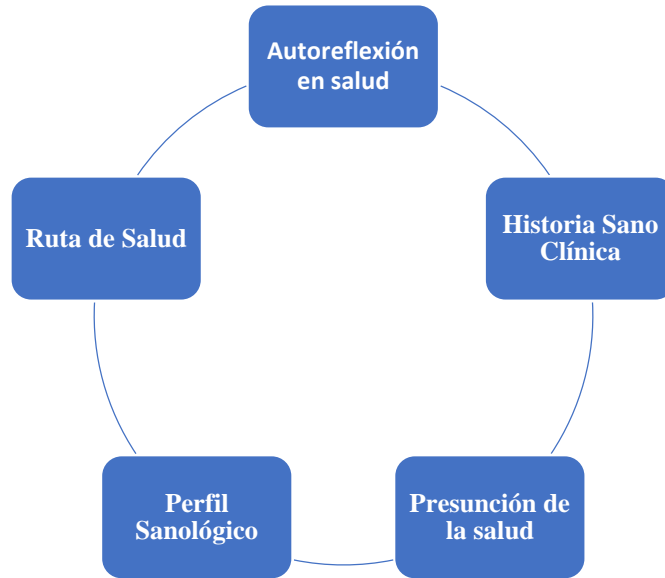 Autoreflexión
en salud
Historia Sano
Clínica
Presunción de
la salud
Perfil
Sanológico
Ruta de Salud